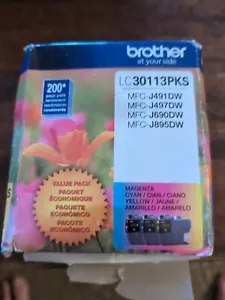 brother
at your side
LC30113PKS
200*
MFC-J491DW
MFC-J497DW
MFC-J690DW
MFC-J895DW
VALUE PACK
PAQUET
ÉCONOMIQUE
PAQUETE
ECONÓMICO
PACOTE
ECONÔMICO
MAGENTA
CYAN / CIAN / CIANO
YELLOW / JAUNE /
AMARILLO / AMARELO